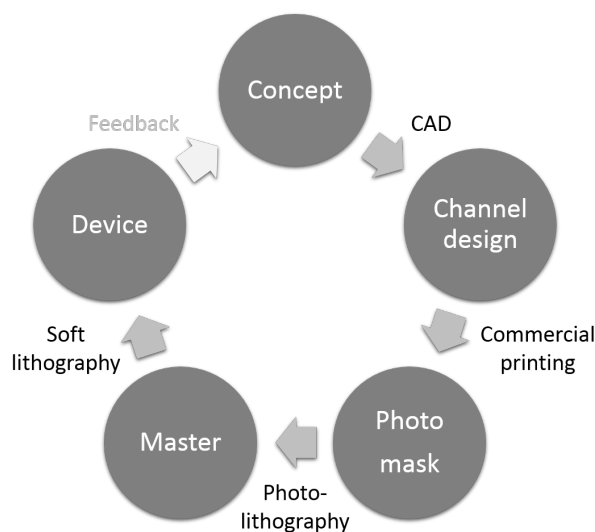 Concept
Feedback
CAD
Device
Channel
design
Soft
lithography
Commercial
printing
Master
Photo
mask
Photo-
lithography